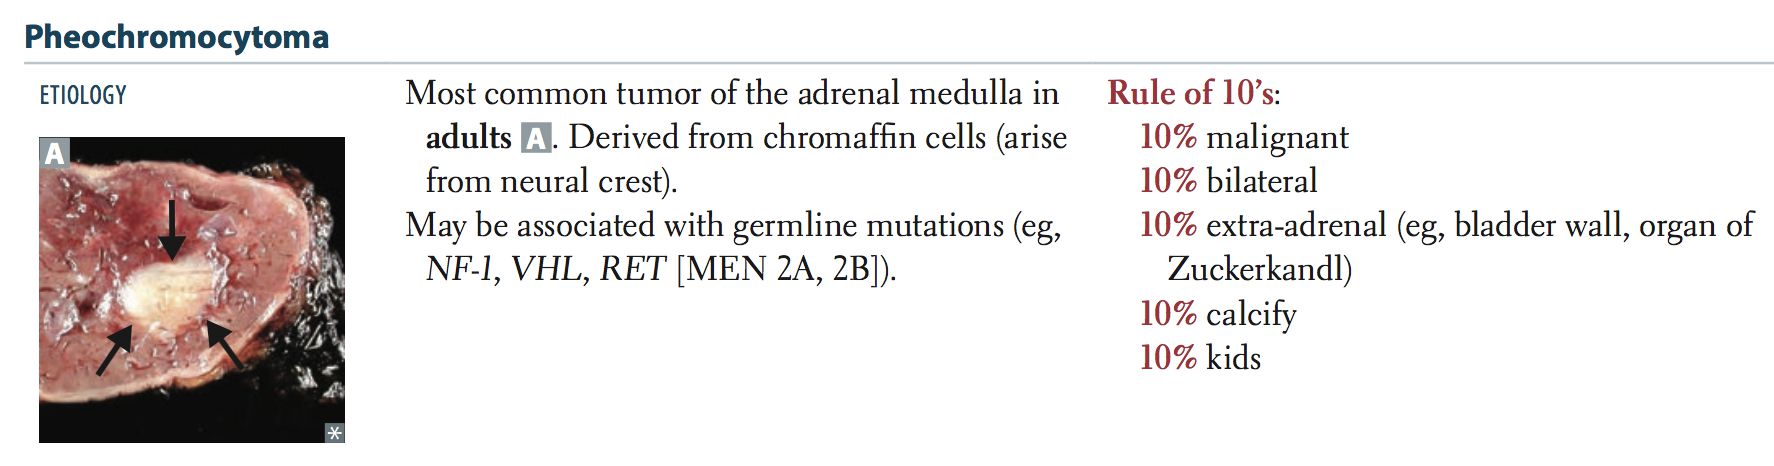 Pheochromocytoma
ETIOLOGY
A
*
Most common tumor of the adrenal medulla in
adults A. Derived from chromaffin cells (arise
from neural crest).
May be associated with germline mutations (eg,
NF-1, VHL, RET [MEN 2A, 2B]).
Rule of 10’s:
10% malignant
10% bilateral
10% extra-adrenal (eg, bladder wall, organ of
Zuckerkandl)
10% calcify
10% kids